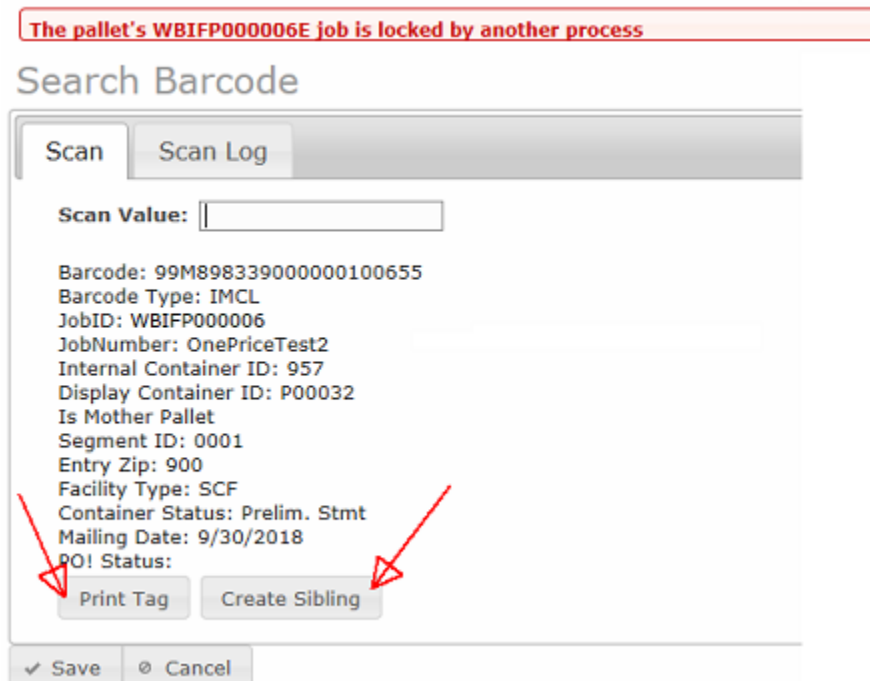 The pallet's WBIFP000006E job is locked by another process
Search Barcode
Scan Scan Log
Scan Value:
Barcode: 99M898339000000100655
Barcode Type: IMCL
JobID: WBIFP000006
JobNumber: OnePriceTest2
Internal Container ID: 957
Display Container ID: P00032
Is Mother Pallet
Segment ID: 0001
Entry Zip: 900
Facility Type: SCF
Container Status: Prelim. Stmt
Mailing Date: 9/30/2018
PO! Status:
Print Tag Create Sibling
Save Cancel